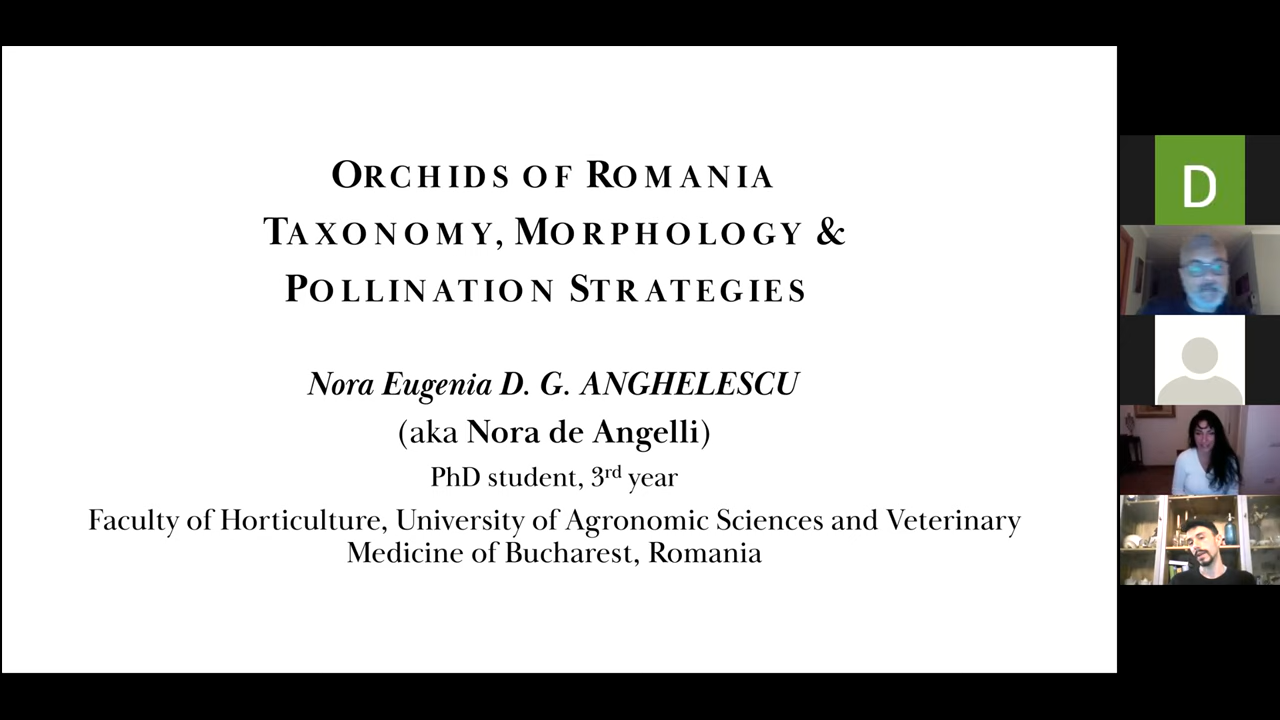 ORCHIDS OF ROMANIA
TAXONOMY, MORPHOLOGY &
POLLINATION STRATEGIES
Nora Eugenia D. G. ANGHELESCU
(aka Nora de Angelli)
PhD student, 3rd year
Faculty of Horticulture, University of Agronomic Sciences and Veterinary
Medicine of Bucharest, Romania
D